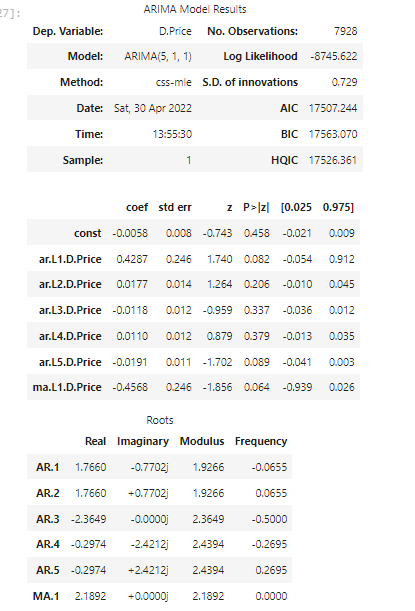 27]:
ARIMA Model Results
Dep. Variable: D.Price No. Observations: 7928
Model: ARIMA(5, 1, 1) Log Likelihood -8745.622
Method: css-mle S.D. of innovations 0.729
Date: Sat, 30 Apr 2022 AIC 17507.244
Time: 13:55:30 BIC 17563.070
Sample: 1 HQIC 17526.361
coef std err z P>|z| [0.025 0.975]
const -0.0058 0.008 -0.743 0.458 -0.021 0.009
ar.L1.D.Price 0.4287 0.246 1.740 0.082 -0.054 0.912
ar.L2.D.Price 0.0177 0.014 1.264 0.206 -0.010 0.045
ar.L3.D.Price -0.0118 0.012 -0.959 0.337 -0.036 0.012
ar.L4.D.Price 0.0110 0.012 0.879 0.379 -0.013 0.035
ar.L5.D.Price -0.0191 0.011 -1.702 0.089 -0.041 0.003
ma.L1.D.Price -0.4568 0.246 -1.856 0.064 -0.939 0.026
Roots
Real Imaginary Modulus Frequency
AR.1 1.7660 -0.7702j 1.9266 -0.0655
AR.2 1.7660 +0.7702j 1.9266 0.0655
AR.3 -2.3649 -0.0000j 2.3649 -0.5000
AR.4 -0.2974 -2.4212j 2.4394 -0.2695
AR.5 -0.2974 +2.4212j 2.4394 0.2695
MA.1 2.1892 +0.0000j 2.1892 0.0000